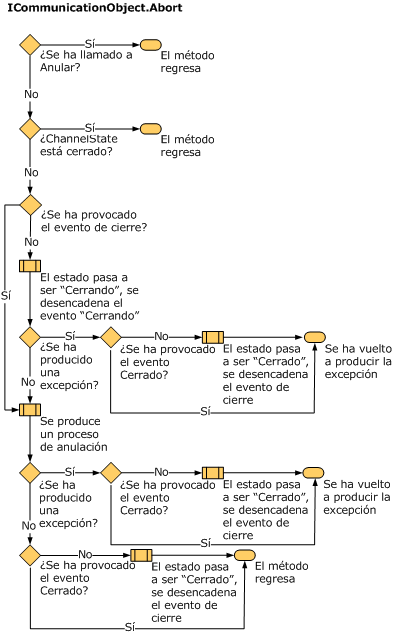 ICommunicationObject.Abort
Sí
¿Se ha llamado a
Anular?
El método
regresa
No
Sí
¿ChannelState
está cerrado?
El método
regresa
No
¿Se ha provocado
el evento de cierre?
No
Sí
El estado pasa a
ser “Cerrando”, se
desencadena el
evento “Cerrando”
Sí
No
¿Se ha
producido
una
excepción?
¿Se ha provocado
el evento
Cerrado?
El estado pasa
a ser “Cerrado”,
se desencadena
el evento de
cierre
Se ha vuelto
a producir la
excepción
No
Sí
Se produce
un proceso
de anulación
Sí
No
¿Se ha
producido
una
excepción?
¿Se ha provocado
el evento
Cerrado?
El estado pasa
a ser “Cerrado”,
se desencadena
el evento de
cierre
Se ha vuelto
a producir la
excepción
No
Sí
No
¿Se ha provocado
el evento
Cerrado?
El estado pasa
a ser “Cerrado”,
se desencadena
el evento de
cierre
El método
regresa
Sí